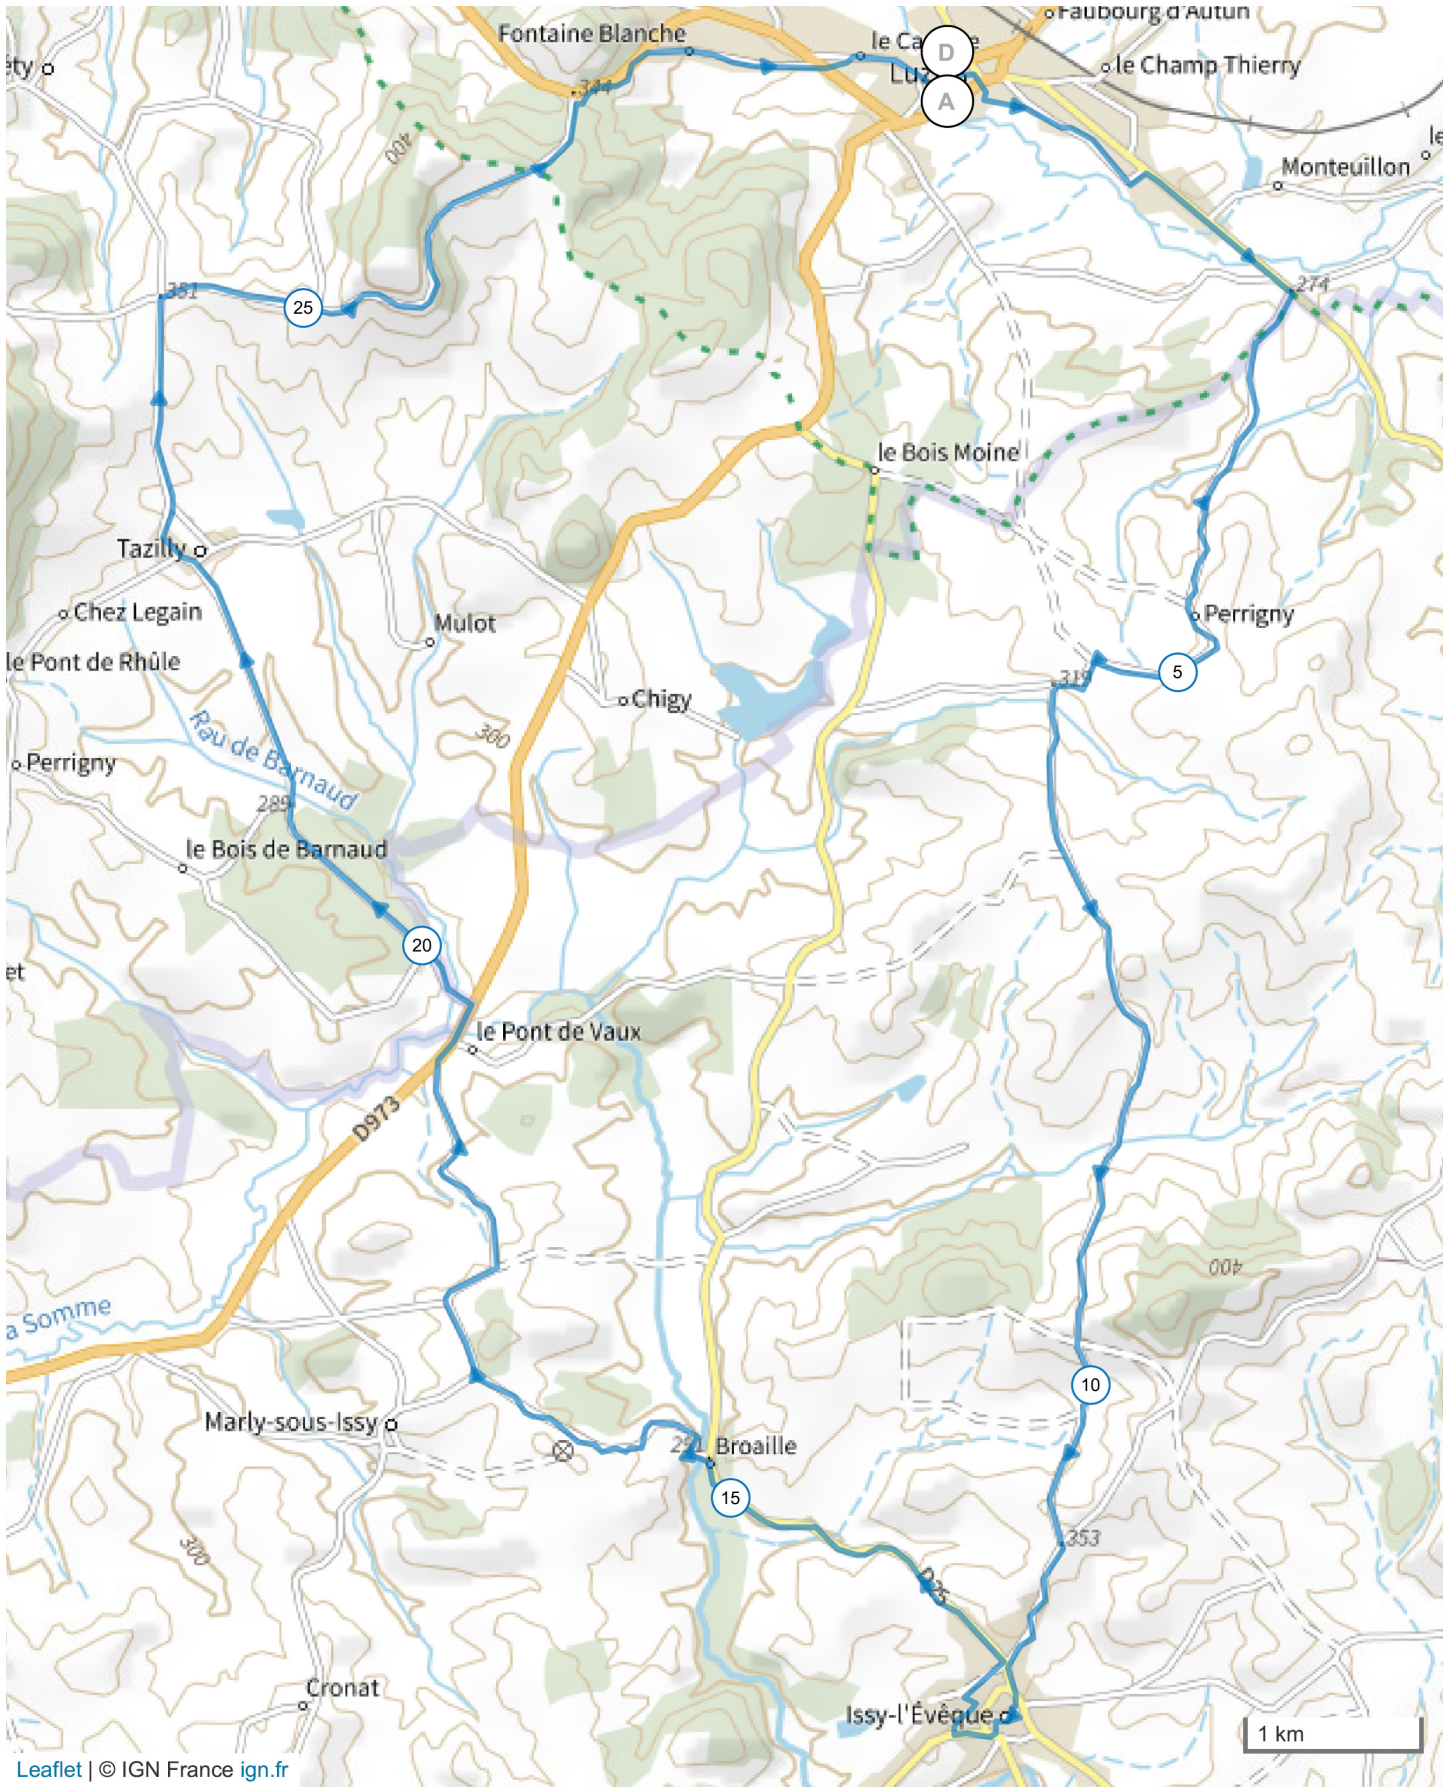 Faubourg d'Autun
Fontaine Blanche
D
le Champ Thierry
344
A
400
Monteuillon
351
274
25
le Bois Moine
Tazilly
Chez Legain
Perrigny
Mulot
le Pont de Rhûle
5
319
Chigy
Rau de Barnaud
300
Perrigny
289
le Bois de Barnaud
20
et
le Pont de Vaux
D973
400
a Somme
10
Marly-sous-Issy
Broaille
15
353
300
D25
Cronat
Issy-l'Évêque
1 km
Leaflet | © IGN France ign.fr